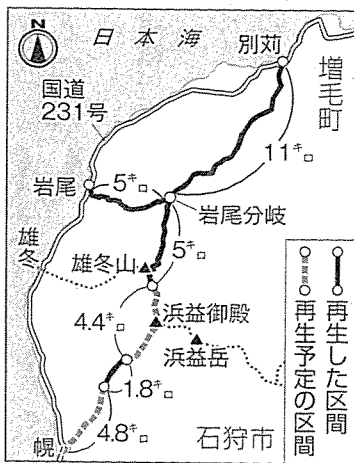 N
日本海
別苅
増毛町
国道
231号
11キロ
岩尾
5キロ
岩尾分岐
雄冬
雄冬山
5キロ
4.4キロ
浜益御殿
浜益岳
1.8キロ
4.8キロ
幌
石狩市
再生した区間
再生予定の区間